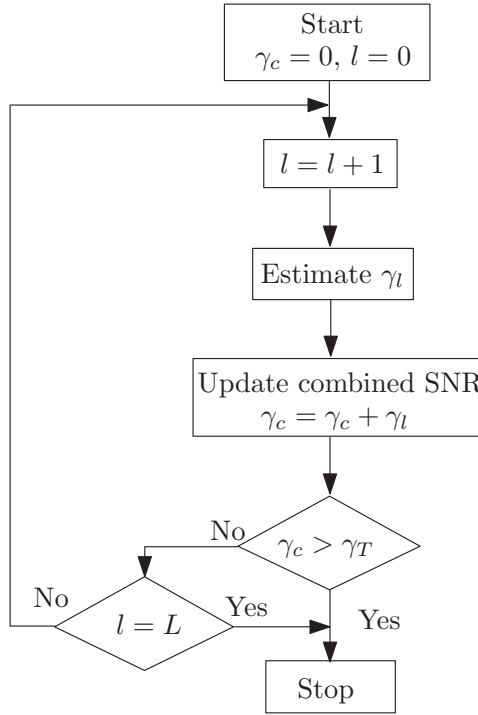 Start
γ_c = 0, l = 0
l = l + 1
Estimate γ_l
Update combined SNR
γ_c = γ_c + γ_l
No
γ_c > γ_T
No
Yes
Yes
l = L
Stop